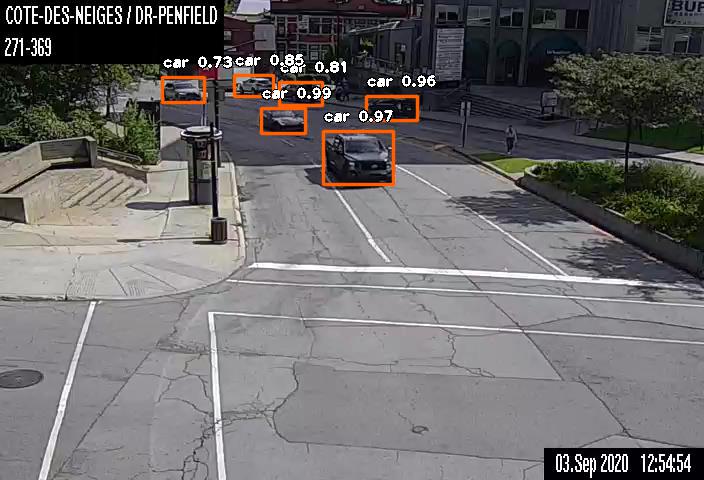 COTE-DES-NEIGES / DR-PENFIELD
271-369
car 0.73
car 0.85
car 0.81
car 0.96
car 0.99
car 0.97
BUR
03.Sep 2020 12:54:54